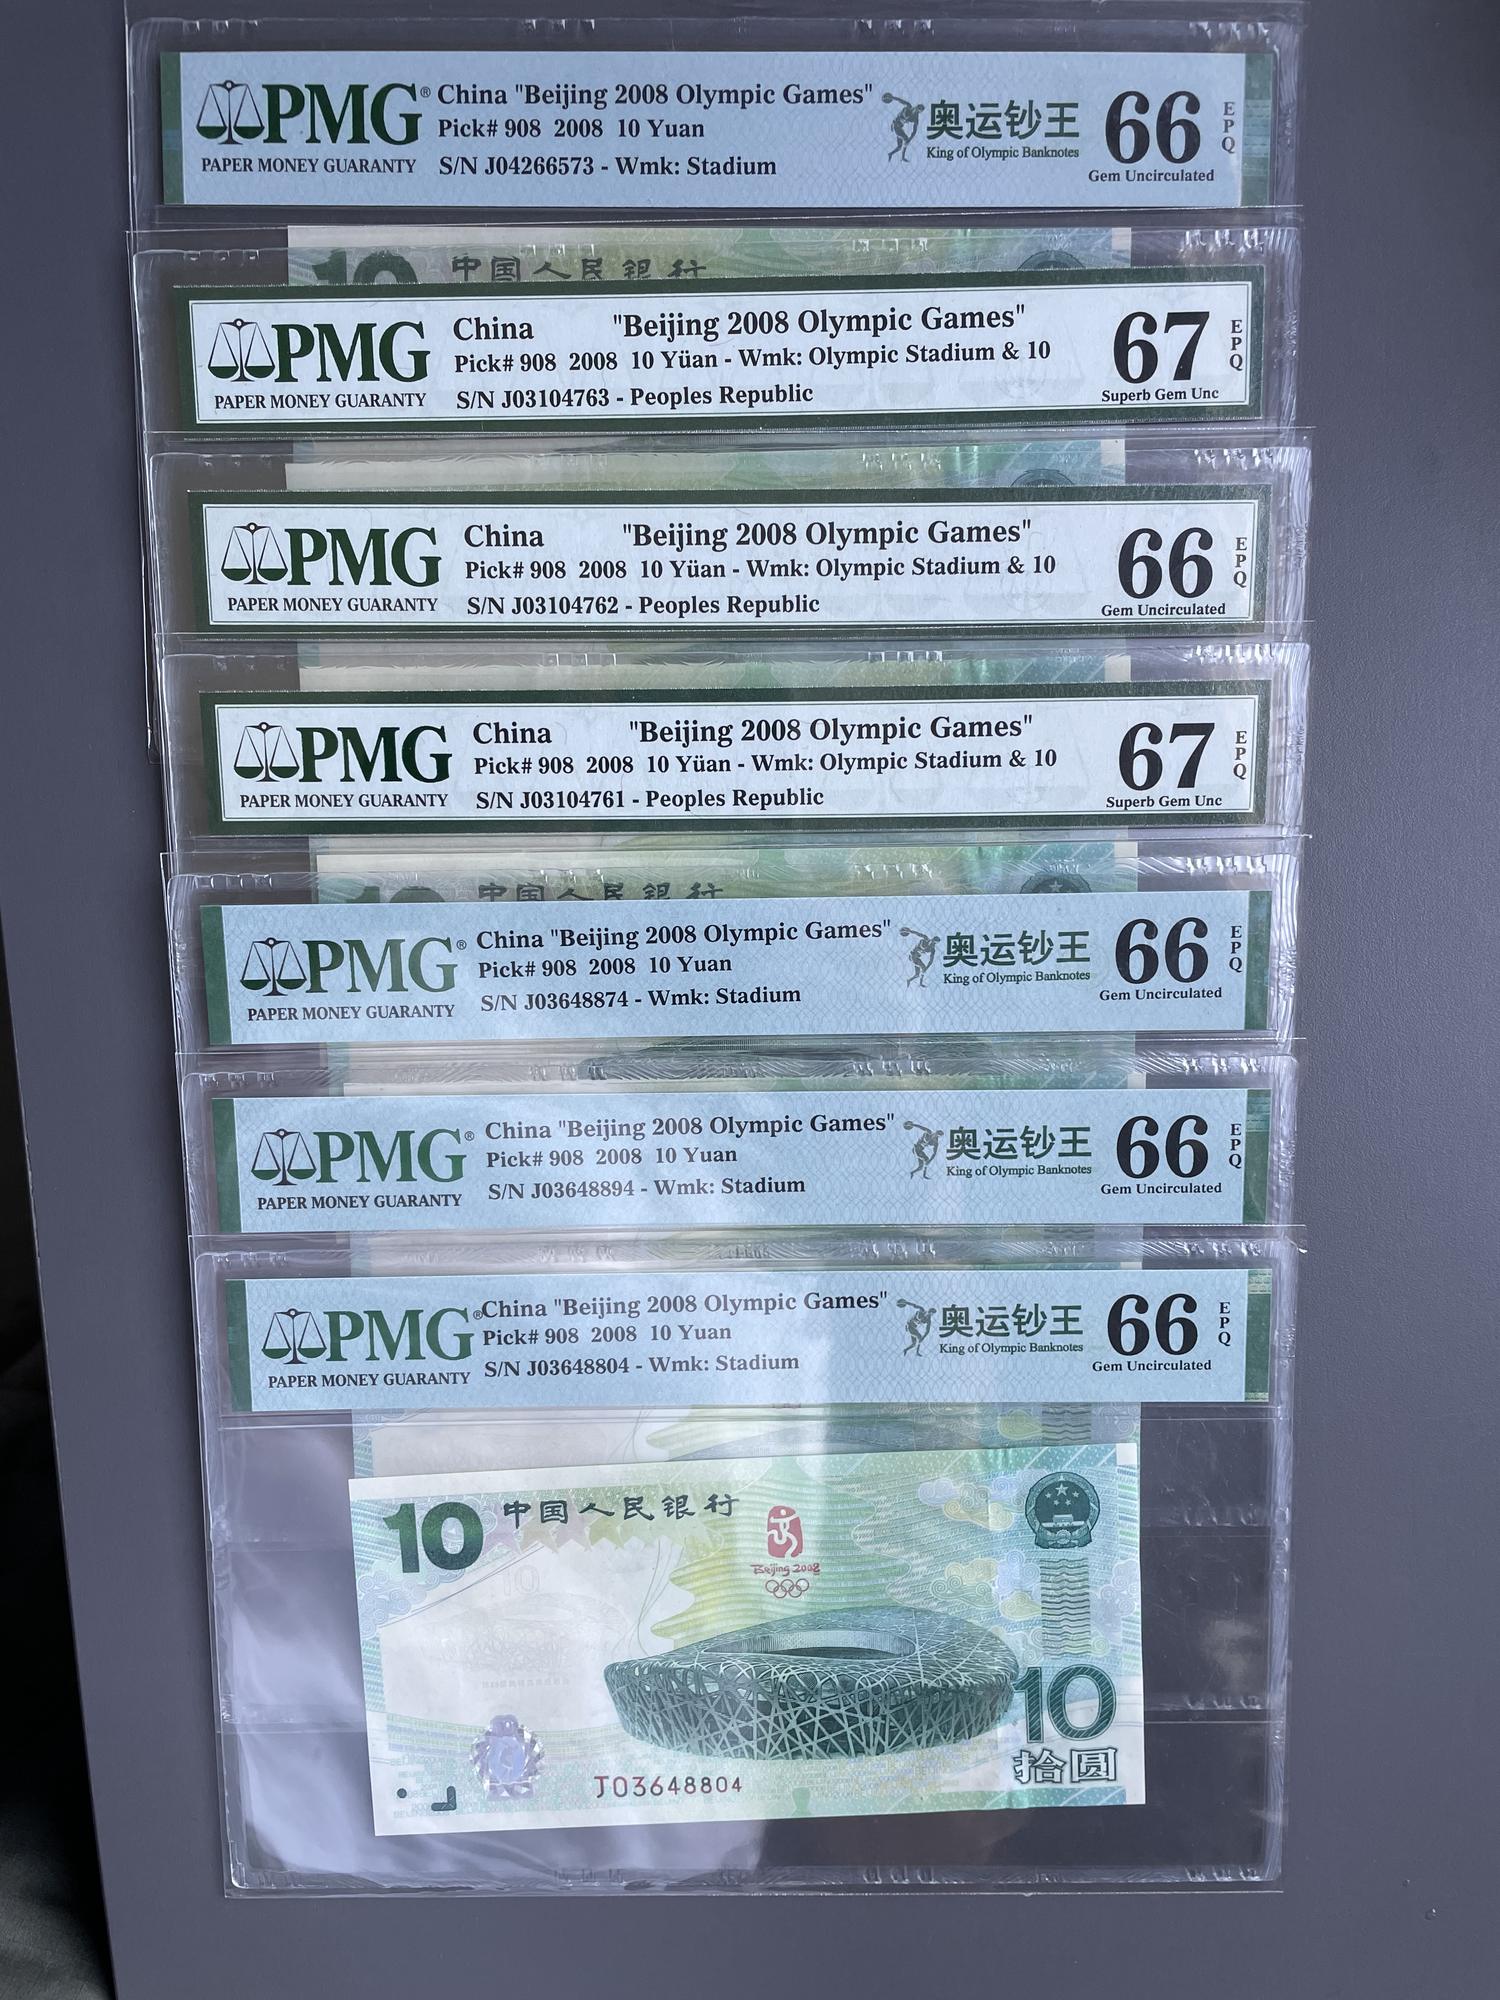 PMG®
PAPER MONEY GUARANTY
China "Beijing 2008 Olympic Games"
Pick# 908 2008 10 Yuan
S/N J04266573 - Wmk: Stadium
奥运钞王
King of Olympic Banknotes
66
EPQ
Gem Uncirculated
10 中国人民银行
PMG
PAPER MONEY GUARANTY
China "Beijing 2008 Olympic Games"
Pick# 908 2008 10 Yüan - Wmk: Olympic Stadium & 10
S/N J03104763 - Peoples Republic
67
EPQ
Superb Gem Unc
PMG
PAPER MONEY GUARANTY
China "Beijing 2008 Olympic Games"
Pick# 908 2008 10 Yüan - Wmk: Olympic Stadium & 10
S/N J03104762 - Peoples Republic
66
EPQ
Gem Uncirculated
PMG
PAPER MONEY GUARANTY
China "Beijing 2008 Olympic Games"
Pick# 908 2008 10 Yüan - Wmk: Olympic Stadium & 10
S/N J03104761 - Peoples Republic
67
EPQ
Superb Gem Unc
10 中国人民银行
PMG®
PAPER MONEY GUARANTY
China "Beijing 2008 Olympic Games"
Pick# 908 2008 10 Yuan
S/N J03648874 - Wmk: Stadium
奥运钞王
King of Olympic Banknotes
66
EPQ
Gem Uncirculated
PMG®
PAPER MONEY GUARANTY
China "Beijing 2008 Olympic Games"
Pick# 908 2008 10 Yuan
S/N J03648894 - Wmk: Stadium
奥运钞王
King of Olympic Banknotes
66
EPQ
Gem Uncirculated
PMG®
PAPER MONEY GUARANTY
China "Beijing 2008 Olympic Games"
Pick# 908 2008 10 Yuan
S/N J03648804 - Wmk: Stadium
奥运钞王
King of Olympic Banknotes
66
EPQ
Gem Uncirculated
10 中国人民银行
Beijing 2008
10
拾圆
J03648804